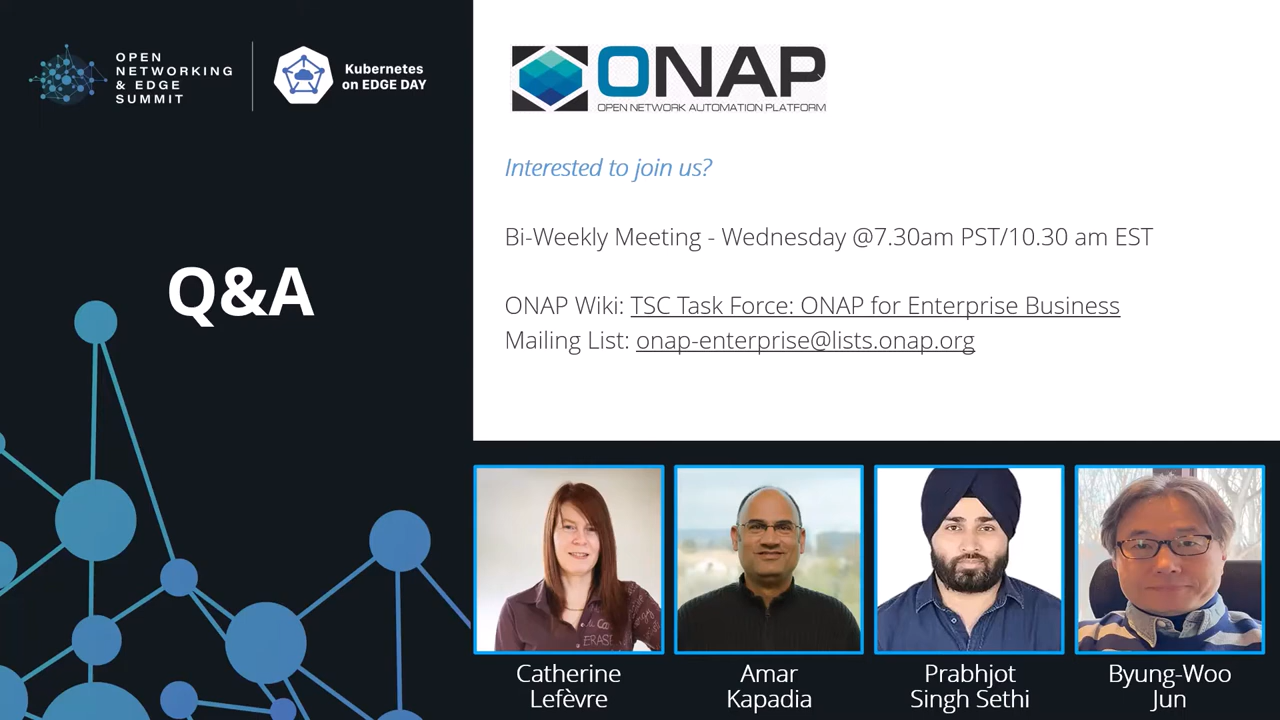 OPEN
NETWORKING
& EDGE
SUMMIT
Kubernetes
on EDGE DAY
Q&A
ONAP
OPEN NETWORK AUTOMATION PLATFORM
Interested to join us?
Bi-Weekly Meeting - Wednesday @7.30am PST/10.30 am EST
ONAP Wiki: TSC Task Force: ONAP for Enterprise Business
Mailing List: onap-enterprise@lists.onap.org
ERASE
Catherine
Lefèvre
Amar
Kapadia
Prabhjot
Singh Sethi
Byung-Woo
Jun